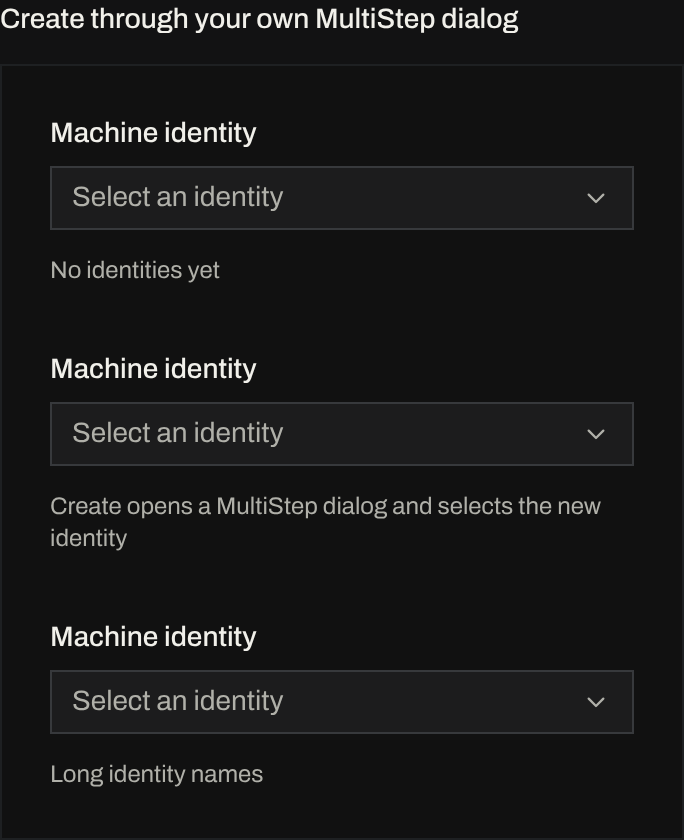 Create through your own MultiStep dialog
Machine identity
Select an identity
No identities yet
Machine identity
Select an identity
Create opens a MultiStep dialog and selects the new
identity
Machine identity
Select an identity
Long identity names